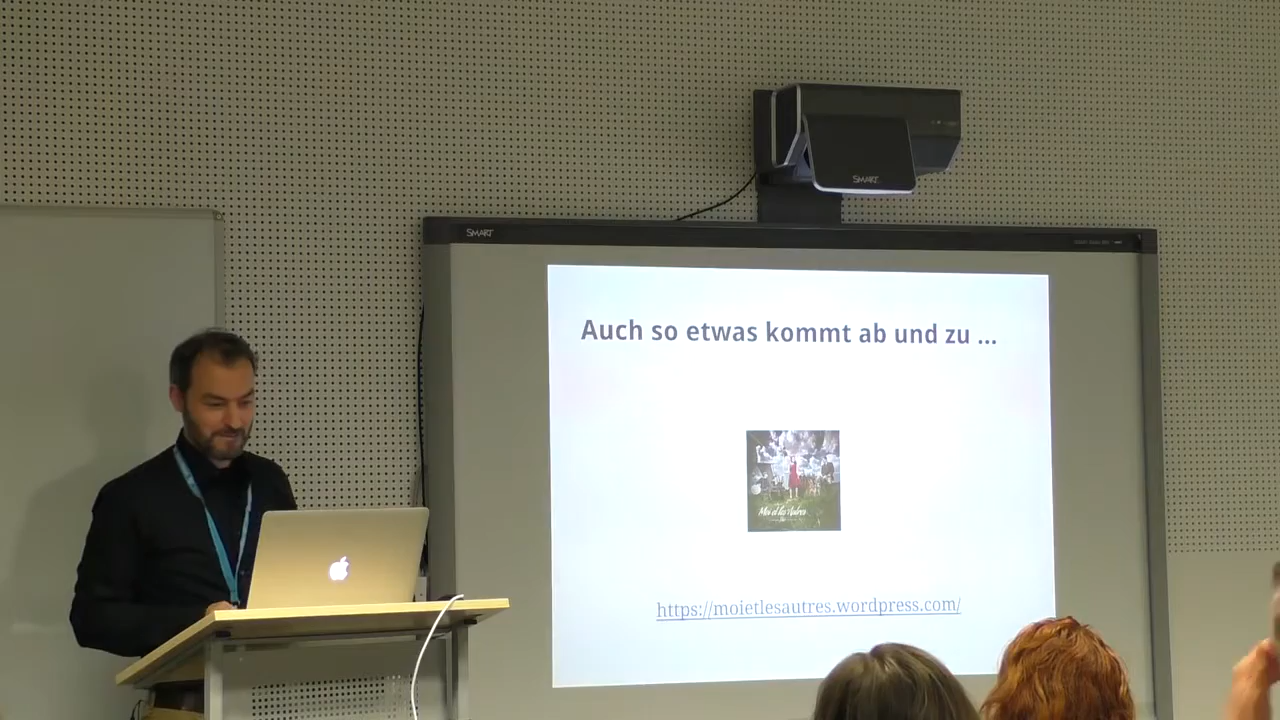 SMART
SMART
Auch so etwas kommt ab und zu ...
Moi et les Autres
https://moietlesautres.wordpress.com/